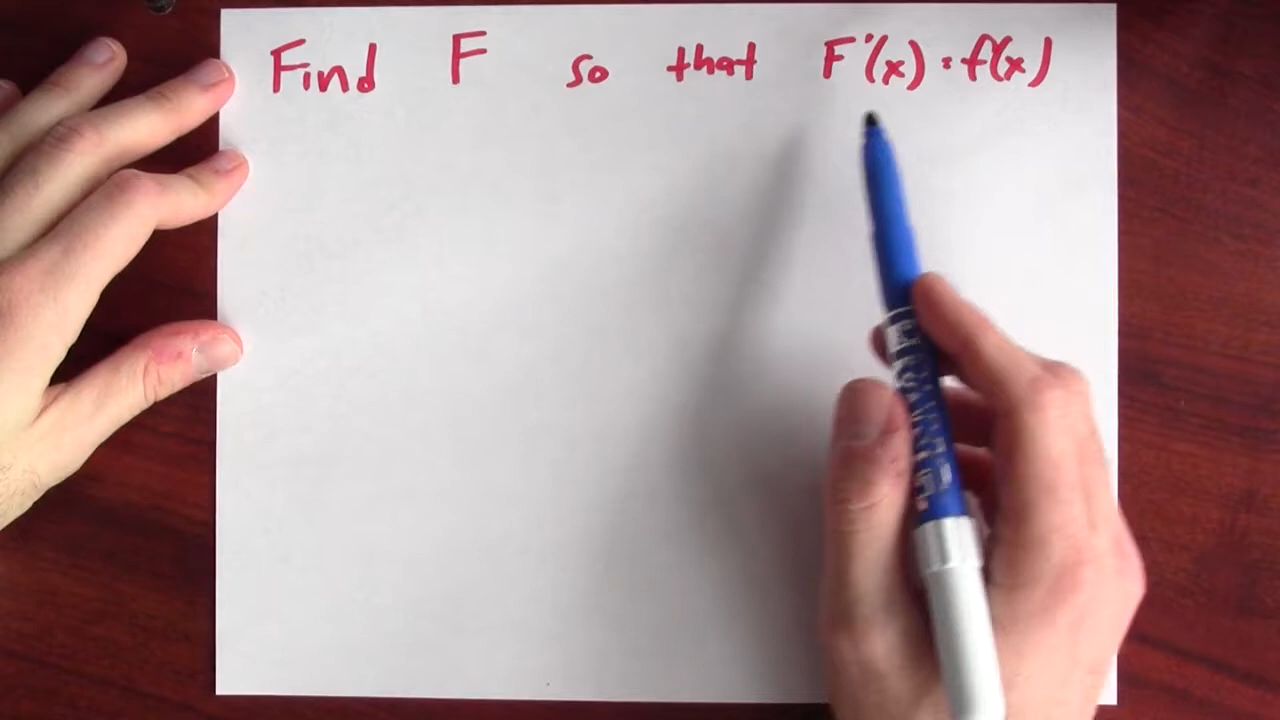 Find F so that F'(x) = f(x)